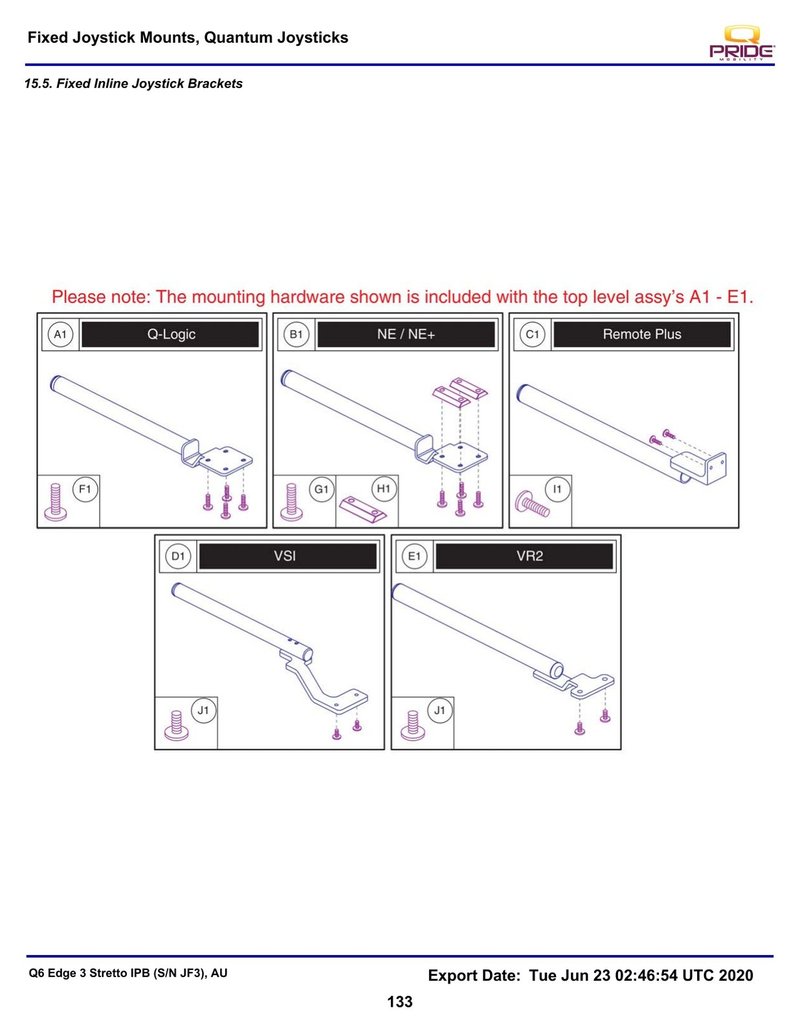 Fixed Joystick Mounts, Quantum Joysticks
Q
PRIDE
MOBILITY
15.5. Fixed Inline Joystick Brackets
Please note: The mounting hardware shown is included with the top level assy's A1 - E1.
A1 Q-Logic
B1 NE / NE+
C1 Remote Plus
F1
G1
H1
I1
D1 VSI
E1 VR2
J1
J1
Q6 Edge 3 Stretto IPB (S/N JF3), AU
Export Date: Tue Jun 23 02:46:54 UTC 2020
133